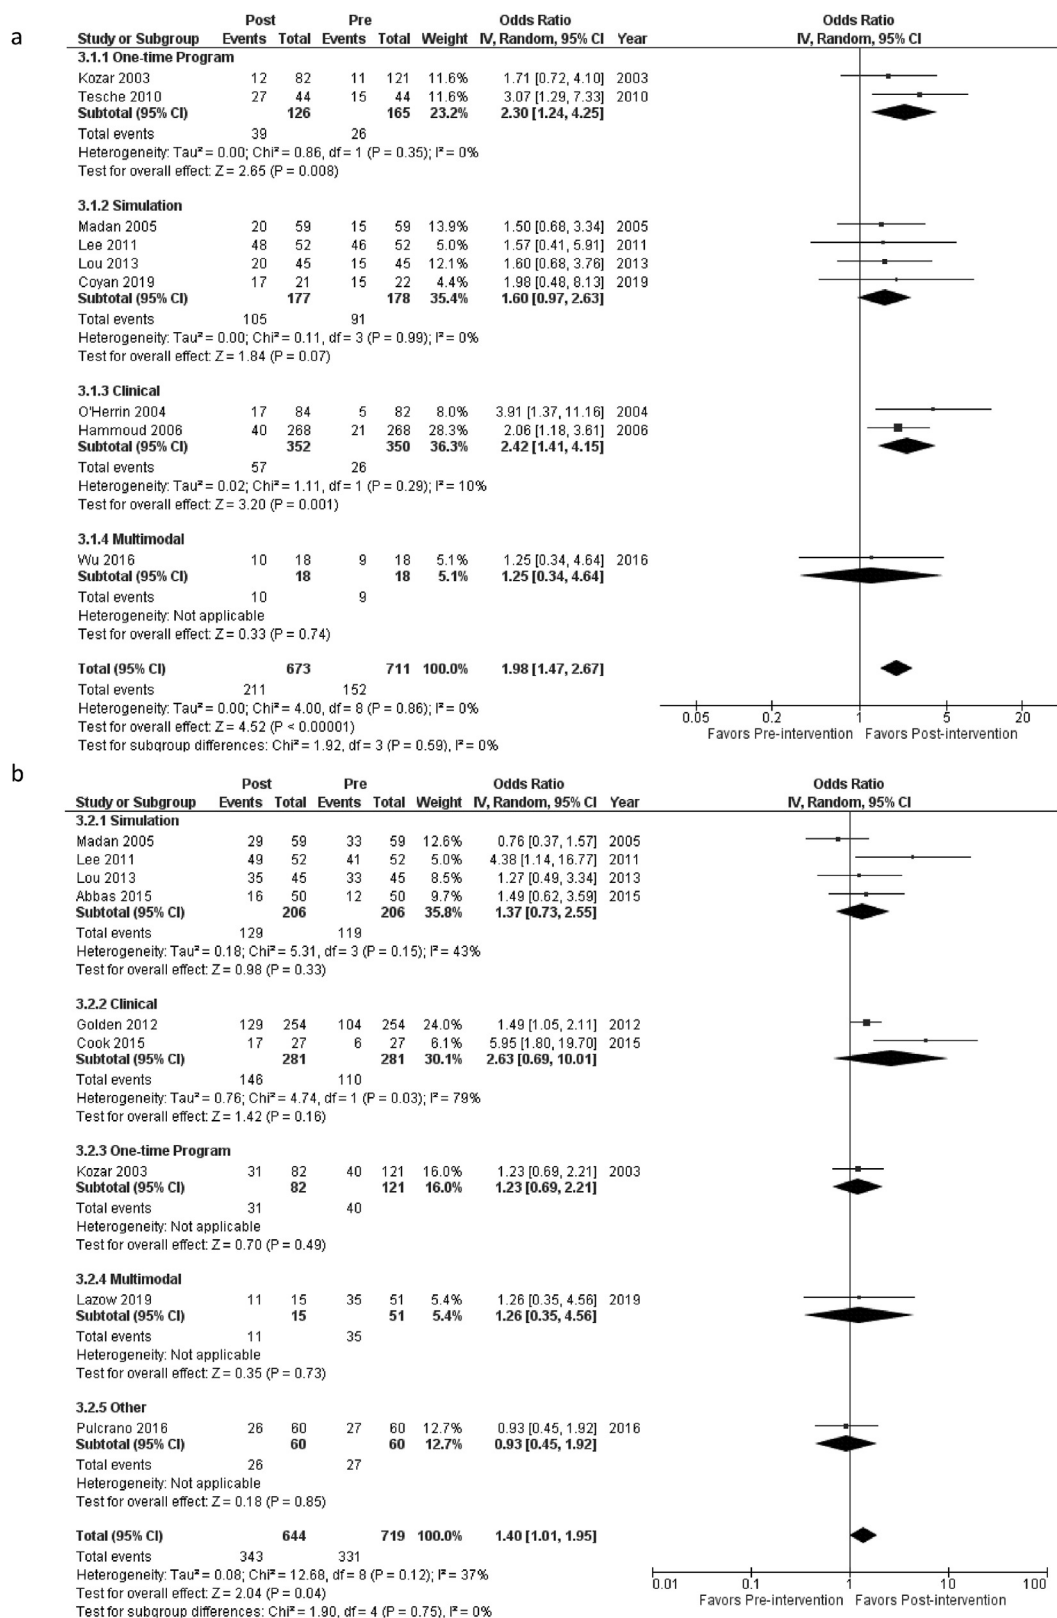 a
Post Pre Odds Ratio Odds Ratio
Study or Subgroup Events Total Events Total Weight IV, Random, 95% CI Year IV, Random, 95% CI
3.1.1 One-time Program
Kozar 2003 12 82 11 121 11.6% 1.71 [0.72, 4.10] 2003
Tesche 2010 27 44 15 44 11.6% 3.07 [1.29, 7.33] 2010
Subtotal (95% CI) 126 165 23.2% 2.30 [1.24, 4.25]
Total events 39 26
Heterogeneity: Tau² = 0.00; Chi² = 0.86, df = 1 (P = 0.35); I² = 0%
Test for overall effect: Z = 2.65 (P = 0.008)
3.1.2 Simulation
Madan 2005 20 59 15 59 13.9% 1.50 [0.68, 3.34] 2005
Lee 2011 48 52 46 52 5.0% 1.57 [0.41, 5.91] 2011
Lou 2013 20 45 15 45 12.1% 1.60 [0.68, 3.76] 2013
Coyan 2019 17 21 15 22 4.4% 1.98 [0.48, 8.13] 2019
Subtotal (95% CI) 177 178 35.4% 1.60 [0.97, 2.63]
Total events 105 91
Heterogeneity: Tau² = 0.00; Chi² = 0.11, df = 3 (P = 0.99); I² = 0%
Test for overall effect: Z = 1.84 (P = 0.07)
3.1.3 Clinical
O'Herrin 2004 17 84 5 82 8.0% 3.91 [1.37, 11.16] 2004
Hammoud 2006 40 268 21 268 28.3% 2.06 [1.18, 3.61] 2006
Subtotal (95% CI) 352 350 36.3% 2.42 [1.41, 4.15]
Total events 57 26
Heterogeneity: Tau² = 0.02; Chi² = 1.11, df = 1 (P = 0.29); I² = 10%
Test for overall effect: Z = 3.20 (P = 0.001)
3.1.4 Multimodal
Wu 2016 10 18 9 18 5.1% 1.25 [0.34, 4.64] 2016
Subtotal (95% CI) 18 18 5.1% 1.25 [0.34, 4.64]
Total events 10 9
Heterogeneity: Not applicable
Test for overall effect: Z = 0.33 (P = 0.74)
Total (95% CI) 673 711 100.0% 1.98 [1.47, 2.67]
Total events 211 152
Heterogeneity: Tau² = 0.00; Chi² = 4.00, df = 8 (P = 0.86); I² = 0%
Test for overall effect: Z = 4.52 (P < 0.00001)
Test for subgroup differences: Chi² = 1.92, df = 3 (P = 0.59), I² = 0%
0.05 0.2 1 5 20
Favors Pre-intervention Favors Post-intervention
b
Post Pre Odds Ratio Odds Ratio
Study or Subgroup Events Total Events Total Weight IV, Random, 95% CI Year IV, Random, 95% CI
3.2.1 Simulation
Madan 2005 29 59 33 59 12.6% 0.76 [0.37, 1.57] 2005
Lee 2011 49 52 41 52 5.0% 4.38 [1.14, 16.77] 2011
Lou 2013 35 45 33 45 8.5% 1.27 [0.49, 3.34] 2013
Abbas 2015 16 50 12 50 9.7% 1.49 [0.62, 3.59] 2015
Subtotal (95% CI) 206 206 35.8% 1.37 [0.73, 2.55]
Total events 129 119
Heterogeneity: Tau² = 0.18; Chi² = 5.31, df = 3 (P = 0.15); I² = 43%
Test for overall effect: Z = 0.98 (P = 0.33)
3.2.2 Clinical
Golden 2012 129 254 104 254 24.0% 1.49 [1.05, 2.11] 2012
Cook 2015 17 27 6 27 6.1% 5.95 [1.80, 19.70] 2015
Subtotal (95% CI) 281 281 30.1% 2.63 [0.69, 10.01]
Total events 146 110
Heterogeneity: Tau² = 0.76; Chi² = 4.74, df = 1 (P = 0.03); I² = 79%
Test for overall effect: Z = 1.42 (P = 0.16)
3.2.3 One-time Program
Kozar 2003 31 82 40 121 16.0% 1.23 [0.69, 2.21] 2003
Subtotal (95% CI) 82 121 16.0% 1.23 [0.69, 2.21]
Total events 31 40
Heterogeneity: Not applicable
Test for overall effect: Z = 0.70 (P = 0.49)
3.2.4 Multimodal
Lazow 2019 11 15 35 51 5.4% 1.26 [0.35, 4.56] 2019
Subtotal (95% CI) 15 51 5.4% 1.26 [0.35, 4.56]
Total events 11 35
Heterogeneity: Not applicable
Test for overall effect: Z = 0.35 (P = 0.73)
3.2.5 Other
Pulcrano 2016 26 60 27 60 12.7% 0.93 [0.45, 1.92] 2016
Subtotal (95% CI) 60 60 12.7% 0.93 [0.45, 1.92]
Total events 26 27
Heterogeneity: Not applicable
Test for overall effect: Z = 0.18 (P = 0.85)
Total (95% CI) 644 719 100.0% 1.40 [1.01, 1.95]
Total events 343 331
Heterogeneity: Tau² = 0.08; Chi² = 12.68, df = 8 (P = 0.12); I² = 37%
Test for overall effect: Z = 2.04 (P = 0.04)
Test for subgroup differences: Chi² = 1.90, df = 4 (P = 0.75), I² = 0%
0.01 0.1 1 10 100
Favors Pre-intervention Favors Post-intervention